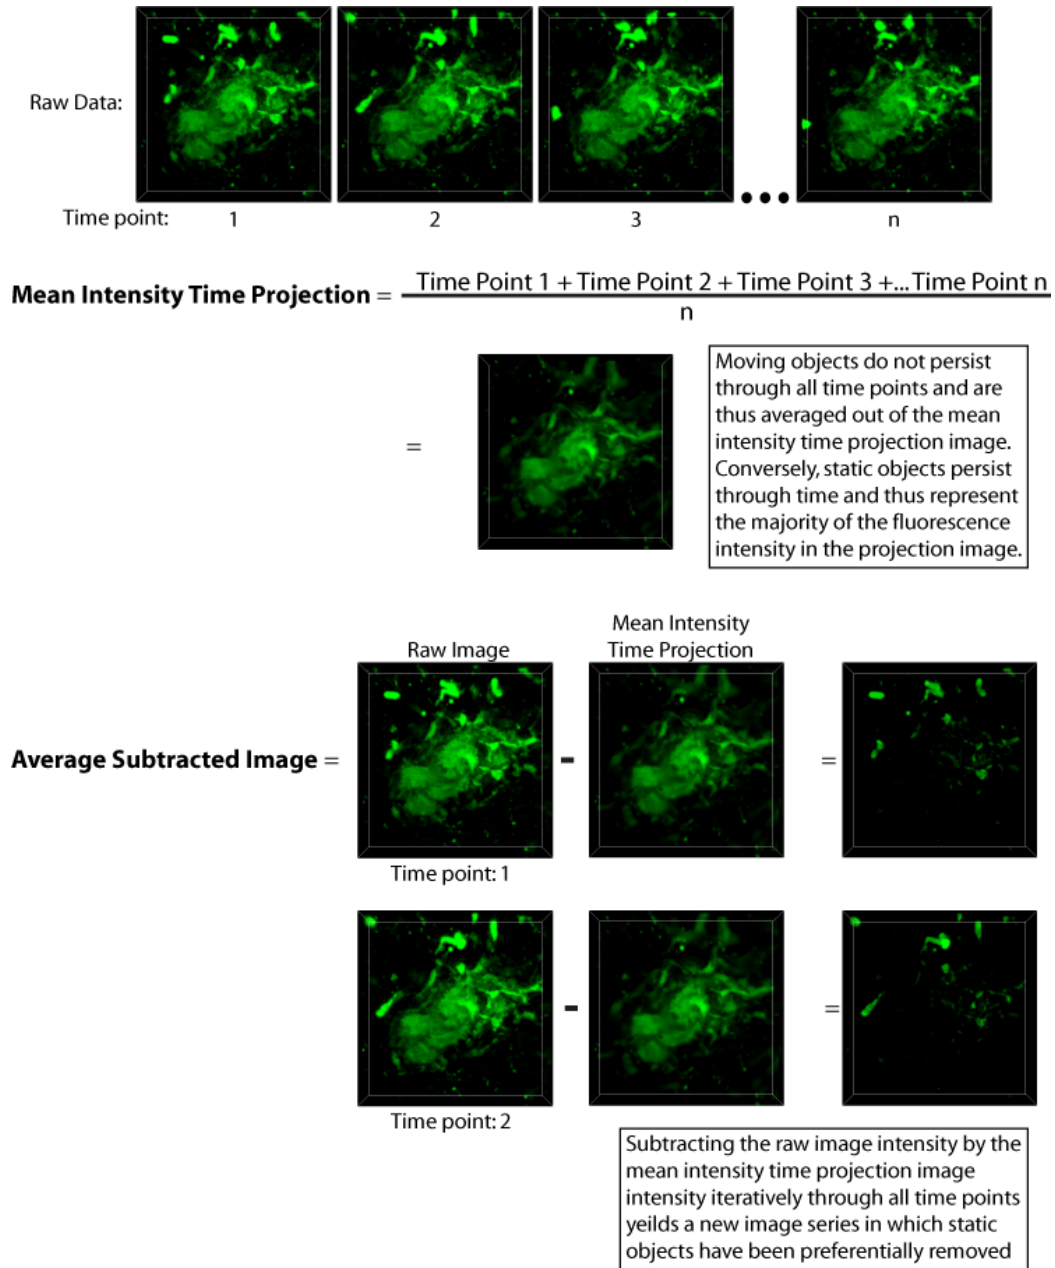 Raw Data:
Time point: 1 2 3 n
Mean Intensity Time Projection = Time Point 1 + Time Point 2 + Time Point 3 +... Time Point n
n
=
Moving objects do not persist
through all time points and are
thus averaged out of the mean
intensity time projection image.
Conversely, static objects persist
through time and thus represent
the majority of the fluorescence
intensity in the projection image.
Raw Image
Mean Intensity
Time Projection
Average Subtracted Image = - =
Time point: 1
- =
Time point: 2
Subtracting the raw image intensity by the
mean intensity time projection image
intensity iteratively through all time points
yeilds a new image series in which static
objects have been preferentially removed